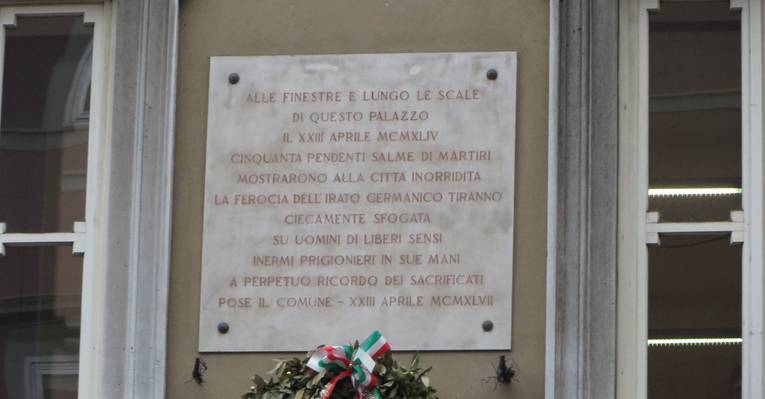 ALLE FINESTRE E LUNGO LE SCALE
DI QUESTO PALAZZO
IL XXIII APRILE MCMXLIV
CINQUANTA PENDENTI SALME DI MARTIRI
MOSTRARONO ALLA CITTA INORRIDITA
LA FEROCIA DELL'IRATO GERMANICO TIRANNO
CIECAMENTE SFOGATA
SU UOMINI DI LIBERI SENSI
INERMI PRIGIONIERI IN SUE MANI
A PERPETUO RICORDO DEI SACRIFICATI
POSE IL COMUNE - XXIII APRILE MCMXLVII